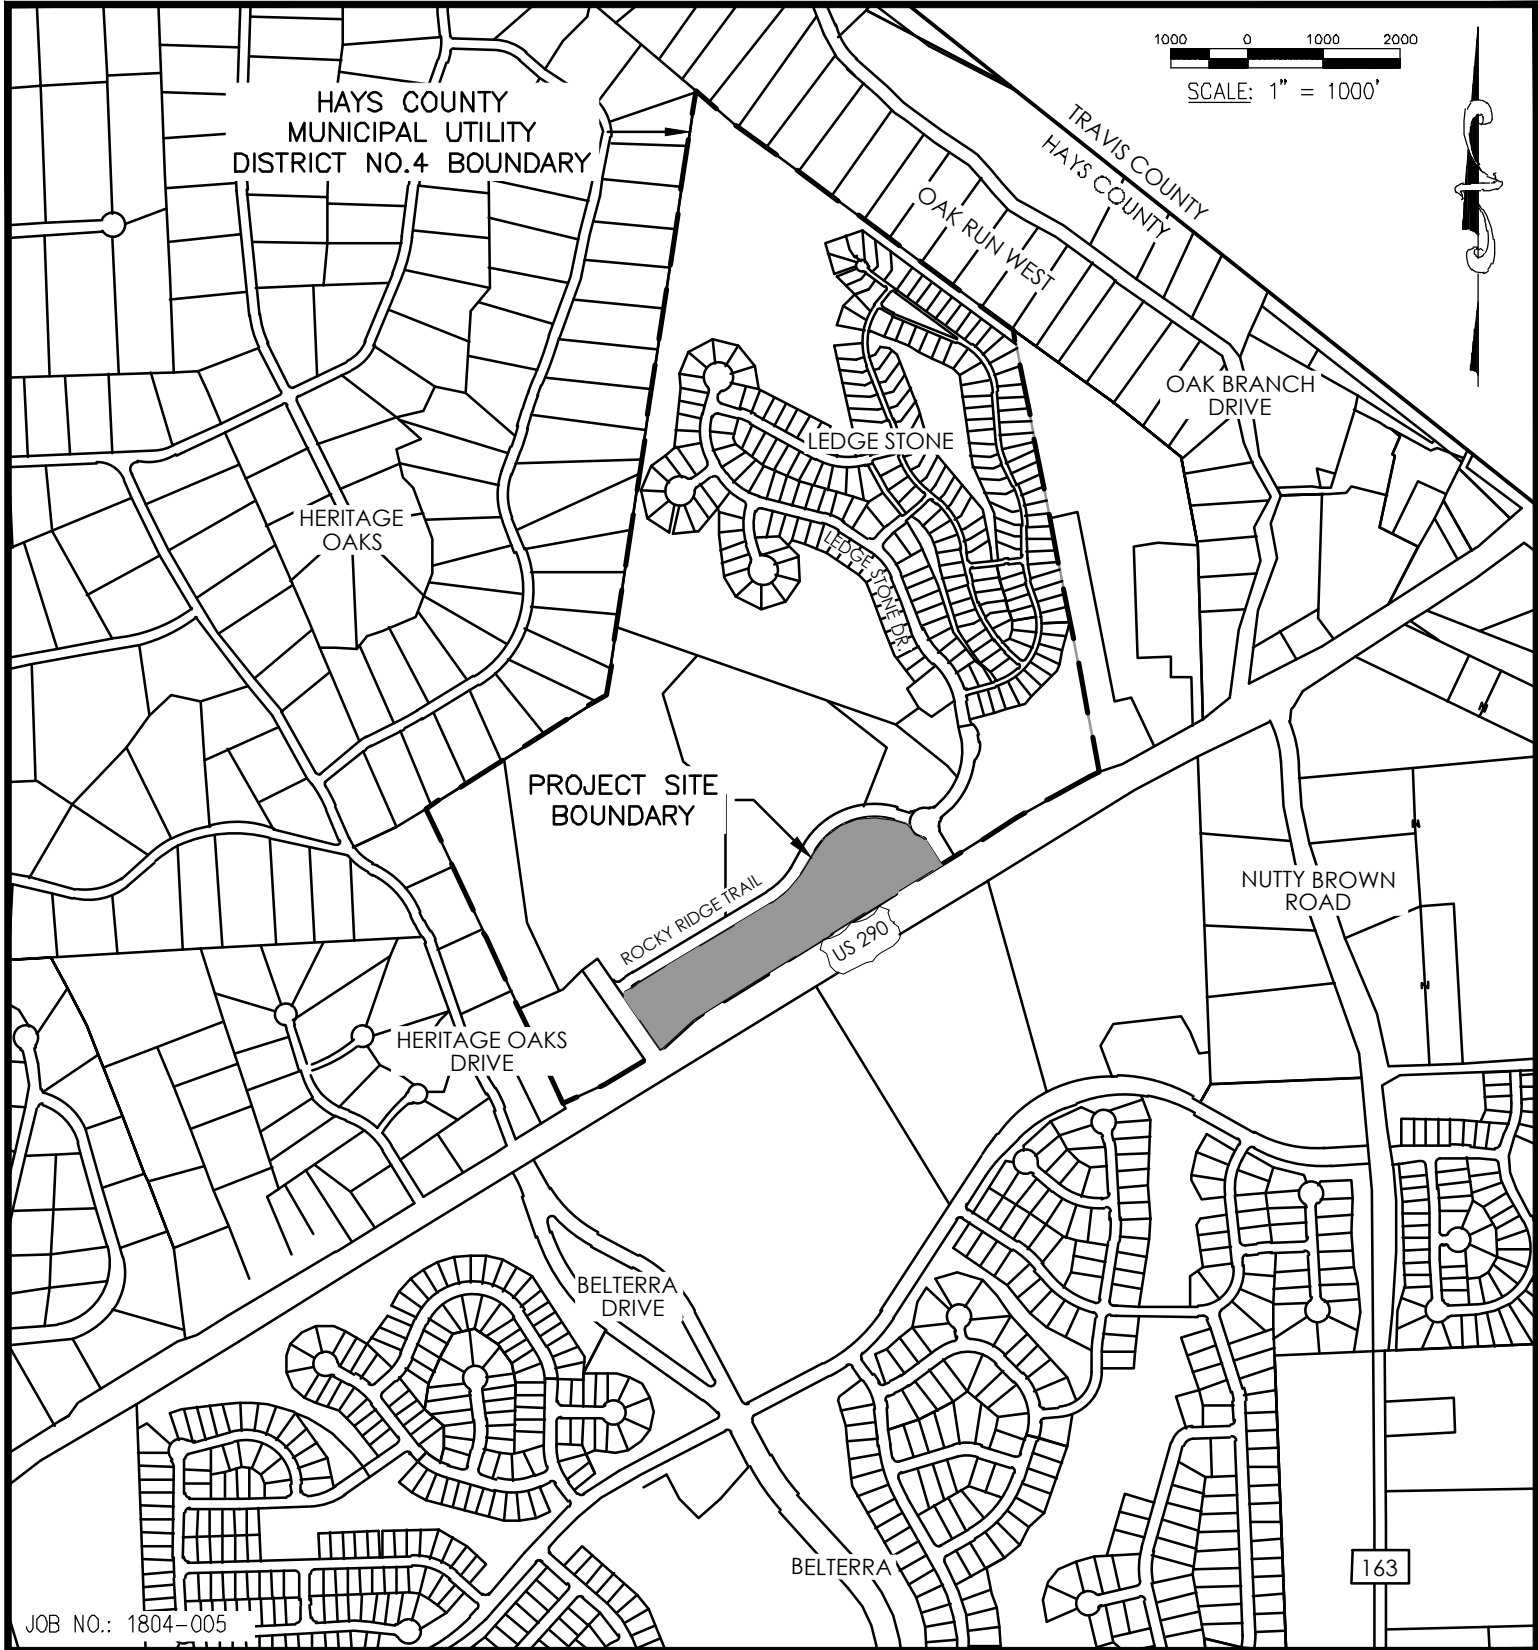 1000 0 1000 2000
SCALE: 1" = 1000'
HAYS COUNTY
MUNICIPAL UTILITY
DISTRICT NO.4 BOUNDARY
TRAVIS COUNTY
HAYS COUNTY
OAK RUN WEST
OAK BRANCH
DRIVE
LEDGE STONE
HERITAGE
OAKS
LEDGE STONE DR.
PROJECT SITE
BOUNDARY
NUTTY BROWN
ROAD
ROCKY RIDGE TRAIL
US 290
HERITAGE OAKS
DRIVE
BELTERRA
DRIVE
BELTERRA
163
JOB NO.: 1804-005